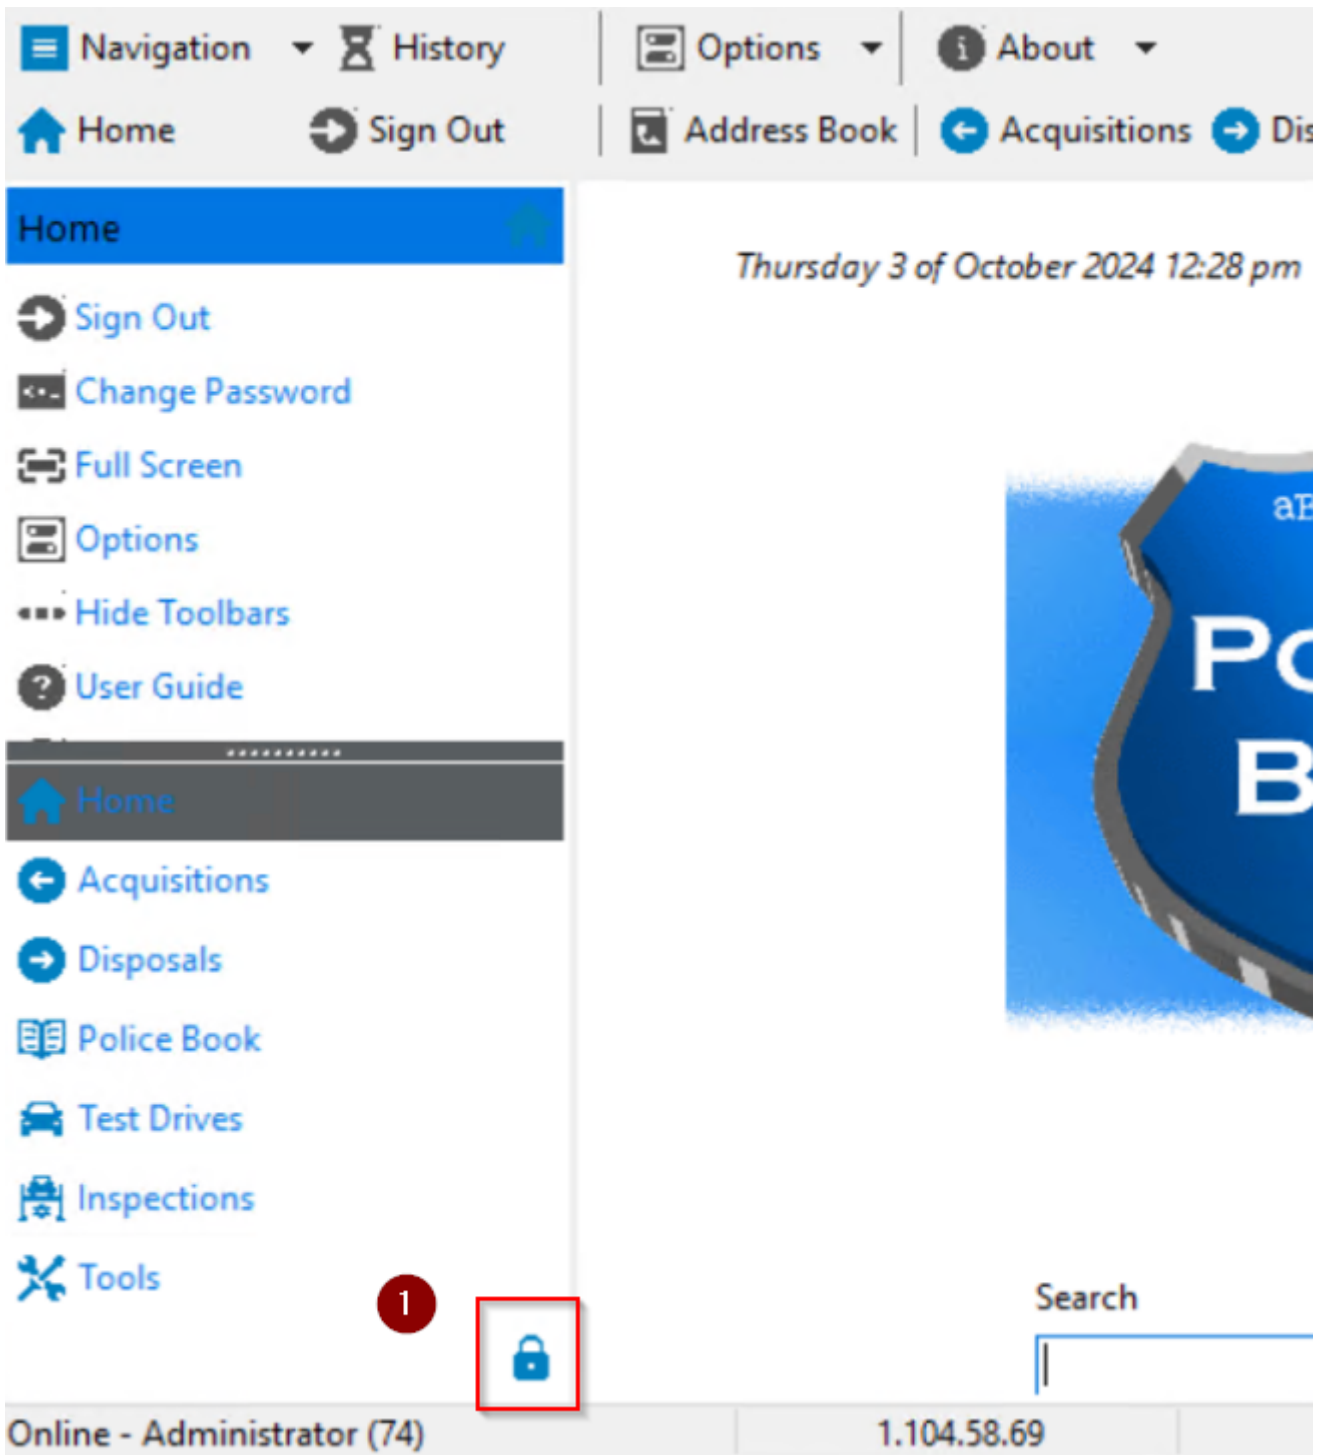 Navigation History Options About
Home Sign Out Address Book Acquisitions
Home
Thursday 3 of October 2024 12:28 pm
Sign Out
Change Password
Full Screen
Options
Hide Toolbars
User Guide
Home
Acquisitions
Disposals
Police Book
Test Drives
Inspections
Tools
1
Search
Online - Administrator (74) 1.104.58.69